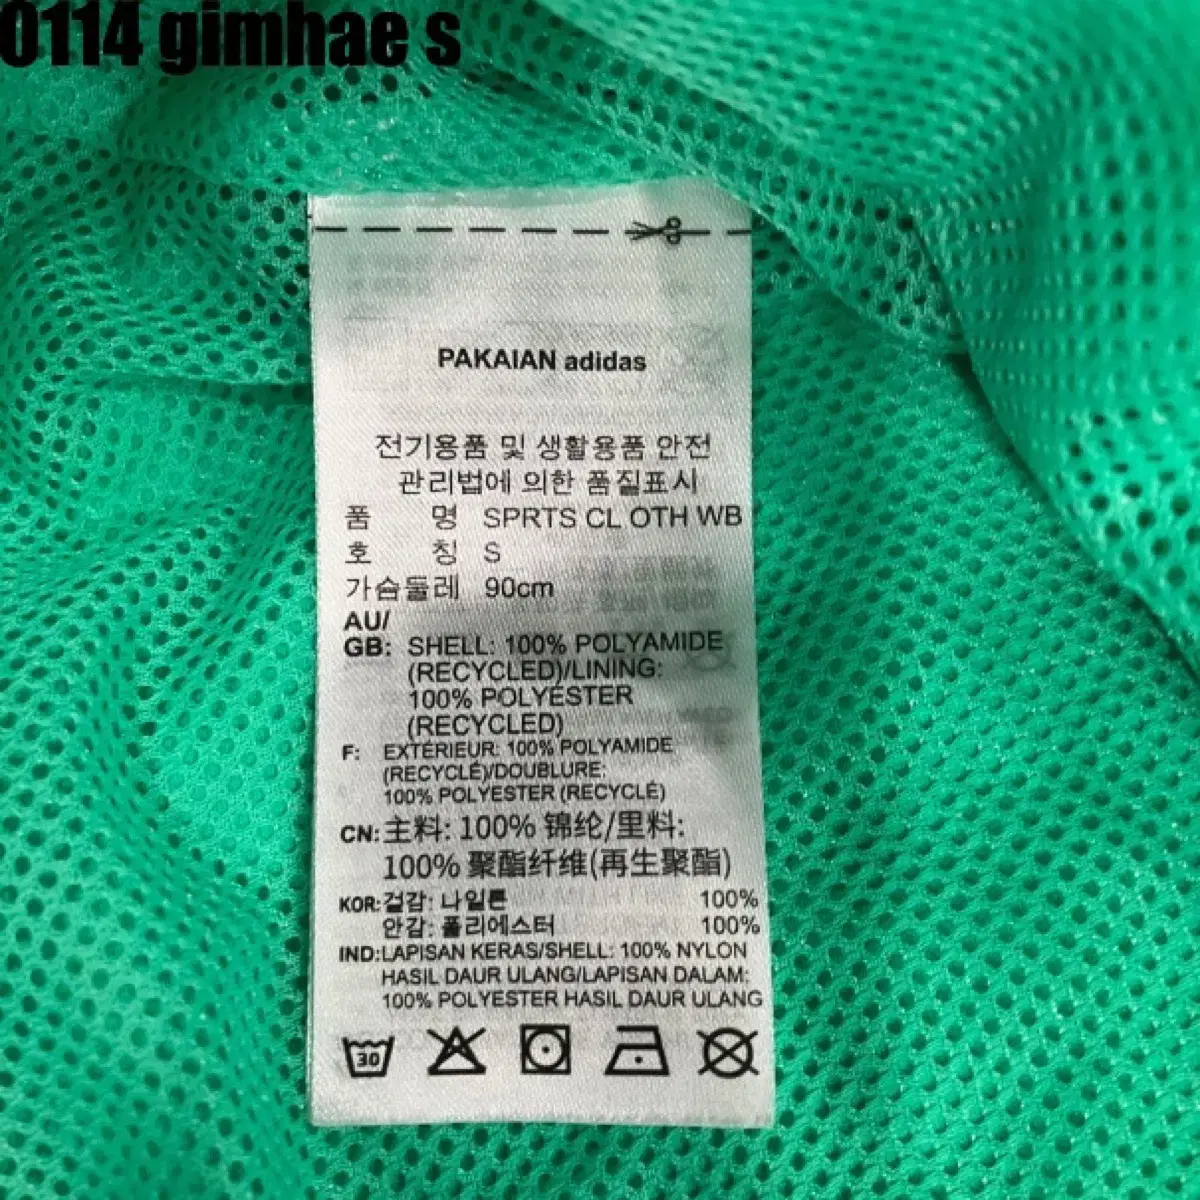 0114 gimhae s
PAKAIAN adidas
전기용품 및 생활용품 안전
관리법에 의한 품질표시
품 명 SPRTS CL OTH WB
호 칭 S
가슴둘레 90cm
AU/
GB: SHELL: 100% POLYAMIDE
(RECYCLED)/LINING:
100% POLYESTER
(RECYCLED)
F: EXTÉRIEUR: 100% POLYAMIDE
(RECYCLÉ)/DOUBLURE:
100% POLYESTER (RECYCLÉ)
CN: 主料: 100% 锦纶/里料:
100% 聚酯纤维(再生聚酯)
KOR: 겉감: 나일론 100%
안감: 폴리에스터 100%
IND: LAPISAN KERAS/SHELL: 100% NYLON
HASIL DAUR ULANG/LAPISAN DALAM:
100% POLYESTER HASIL DAUR ULANG
30